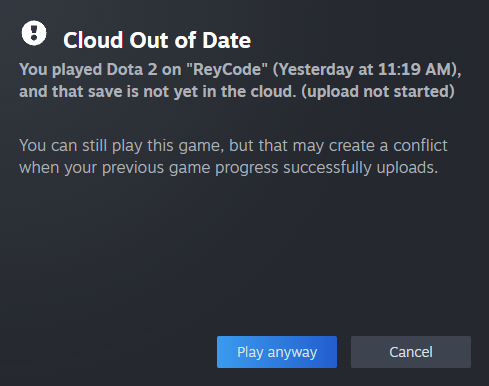 Cloud Out of Date
You played Dota 2 on "ReyCode" (Yesterday at 11:19 AM),
and that save is not yet in the cloud. (upload not started)
You can still play this game, but that may create a conflict
when your previous game progress successfully uploads.
Play anyway
Cancel